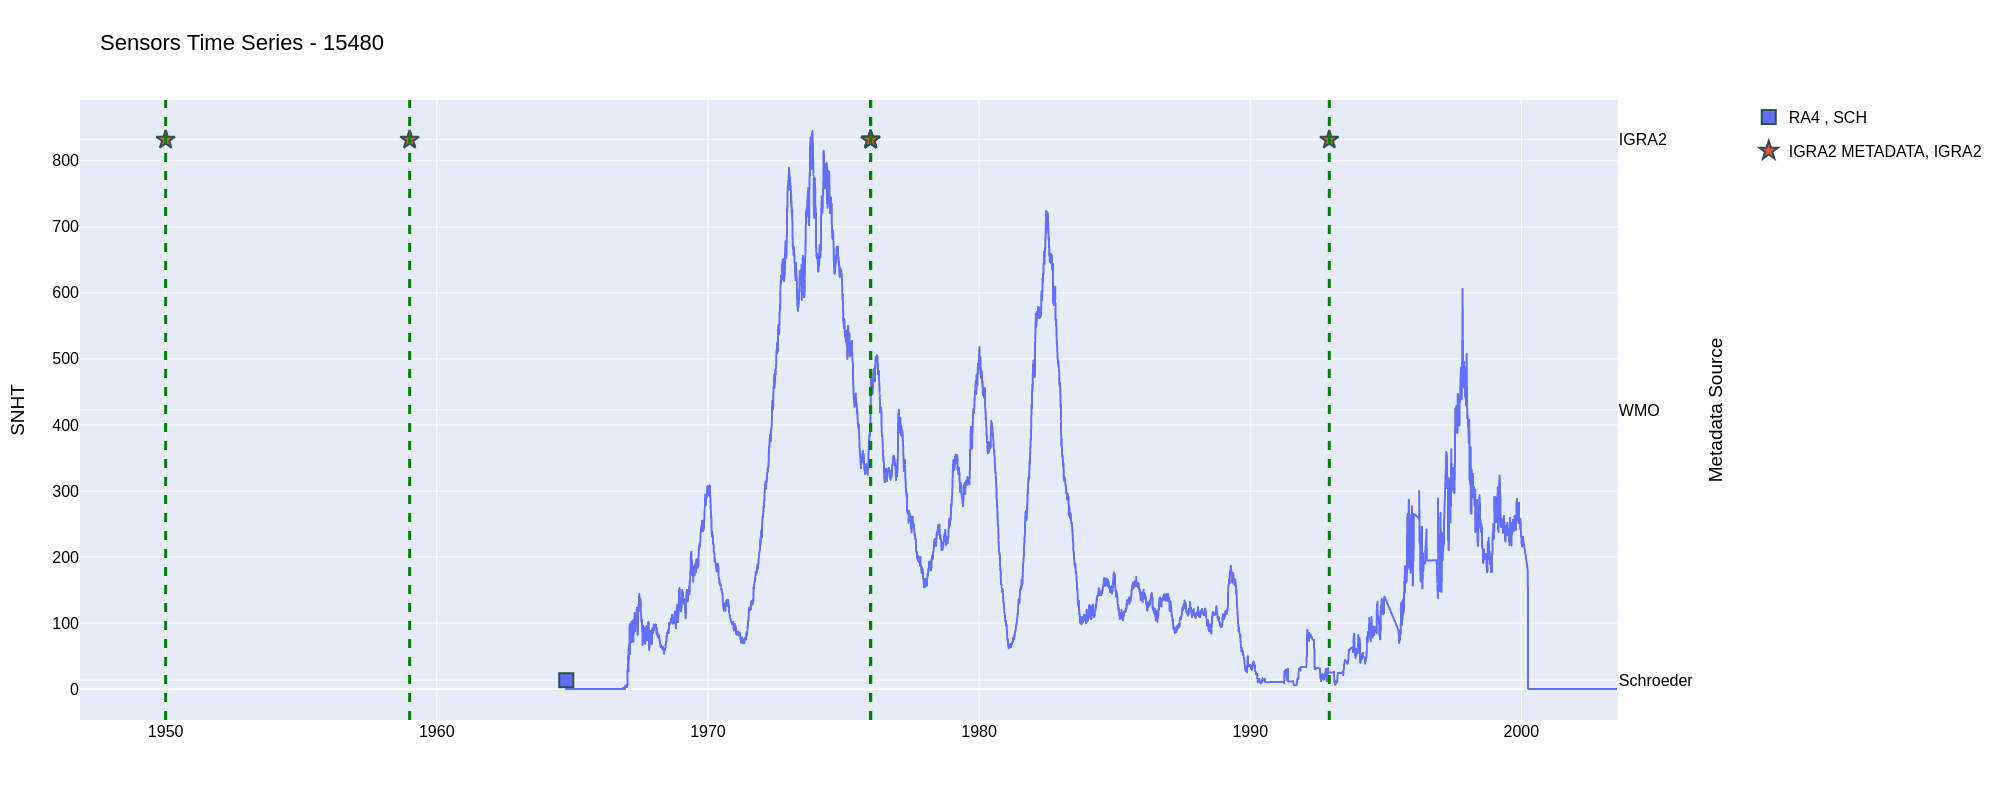 Sensors Time Series - 15480
RA4 , SCH
IGRA2 METADATA, IGRA2
SNHT
800
700
600
500
400
300
200
100
0
1950
1960
1970
1980
1990
2000
IGRA2
WMO
Schroeder
Metadata Source